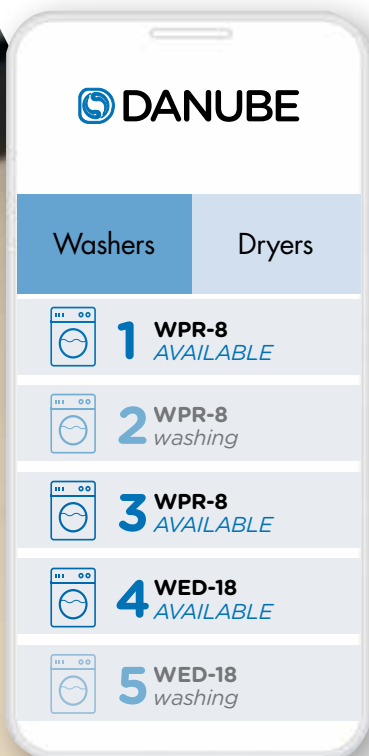 DANUBE
Washers Dryers
1 WPR-8
AVAILABLE
2 WPR-8
washing
3 WPR-8
AVAILABLE
4 WED-18
AVAILABLE
5 WED-18
washing